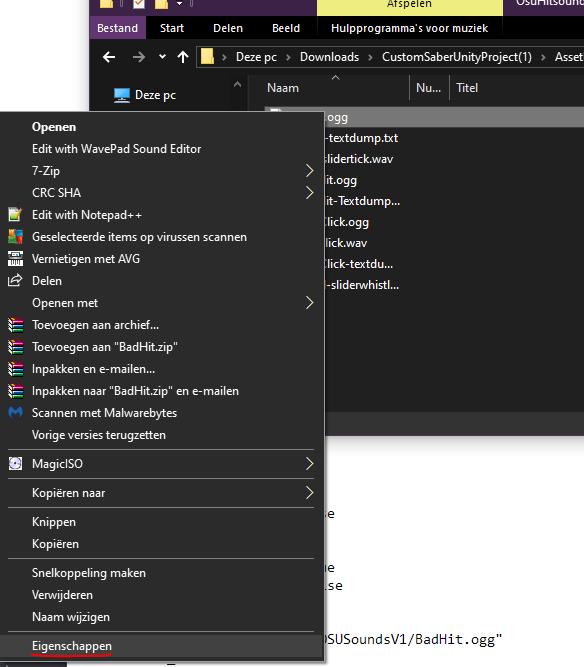 Afspelen
Bestand
Start
Delen
Beeld
Hulpprogramma's voor muziek
Deze pc
Downloads
CustomSaberUnityProject(1)
Deze pc
Naam
Nu...
Titel
.ogg
-textdump.txt
slidertick.wav
it.ogg
it-Textdump...
Click.ogg
lick.wav
Click-textdu...
-sliderwhistl...
Openen
Edit with WavePad Sound Editor
7-Zip
CRC SHA
Edit with Notepad++
Geselecteerde items op virussen scannen
Vernietigen met AVG
Delen
Openen met
Toevoegen aan archief...
Toevoegen aan "BadHit.zip"
Inpakken en e-mailen...
Inpakken naar "BadHit.zip" en e-mailen
Scannen met Malwarebytes
Vorige versies terugzetten
MagicISO
Kopiëren naar
Knippen
Kopiëren
Snelkoppeling maken
Verwijderen
Naam wijzigen
Eigenschappen
OSUSoundsV1/BadHit.ogg"